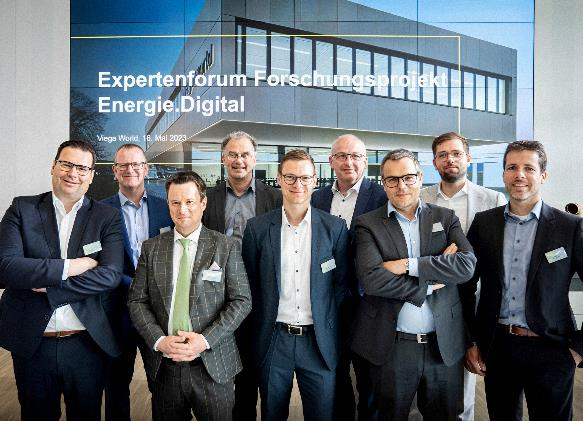 Expertenforum Forschungsprojekt
Energie.Digital
Viega World, 16. Mai 2023